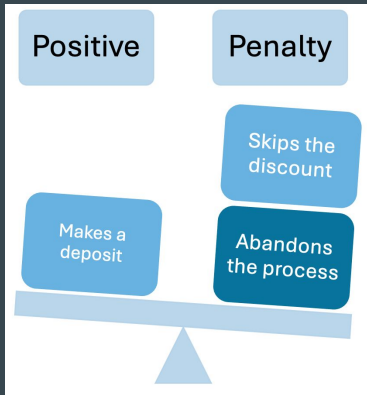 Positive
Penalty
Skips the
discount
Makes a
deposit
Abandons
the process